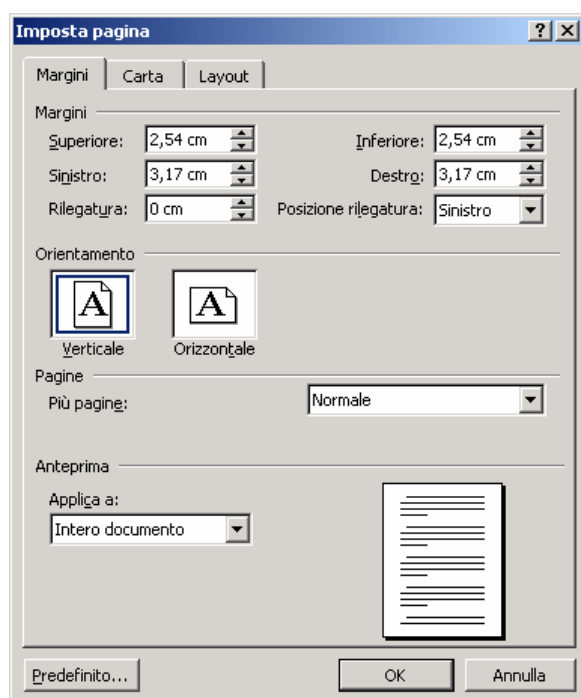 Imposta pagina
Margini Carta Layout
Margini
Superiore: 2,54 cm Inferiore: 2,54 cm
Sinistro: 3,17 cm Destro: 3,17 cm
Rilegatura: 0 cm Posizione rilegatura: Sinistro
Orientamento
A A
Verticale Orizzontale
Pagine
Più pagine: Normale
Anteprima
Applica a:
Intero documento
Predefinito... OK Annulla